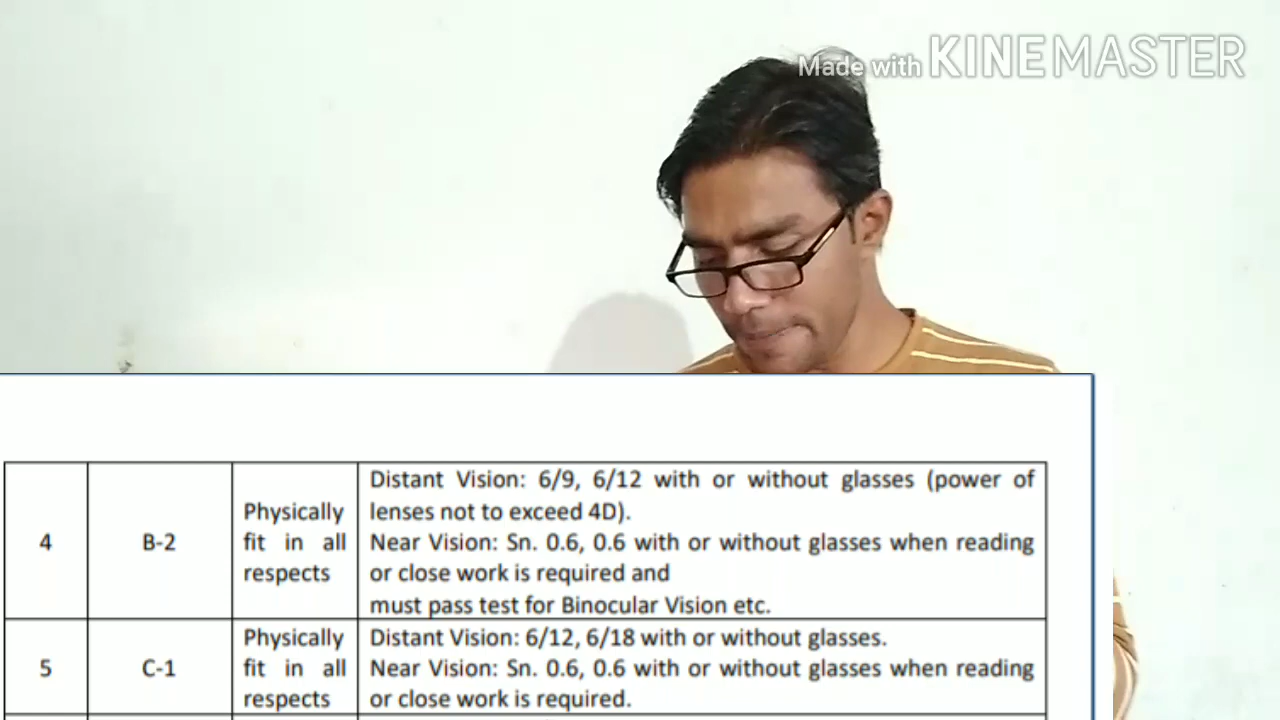 Made with KINEMASTER
4
B-2
Physically
fit in all
respects
Distant Vision: 6/9, 6/12 with or without glasses (power of
lenses not to exceed 4D).
Near Vision: Sn. 0.6, 0.6 with or without glasses when reading
or close work is required and
must pass test for Binocular Vision etc.
5
C-1
Physically
fit in all
respects
Distant Vision: 6/12, 6/18 with or without glasses.
Near Vision: Sn. 0.6, 0.6 with or without glasses when reading
or close work is required.